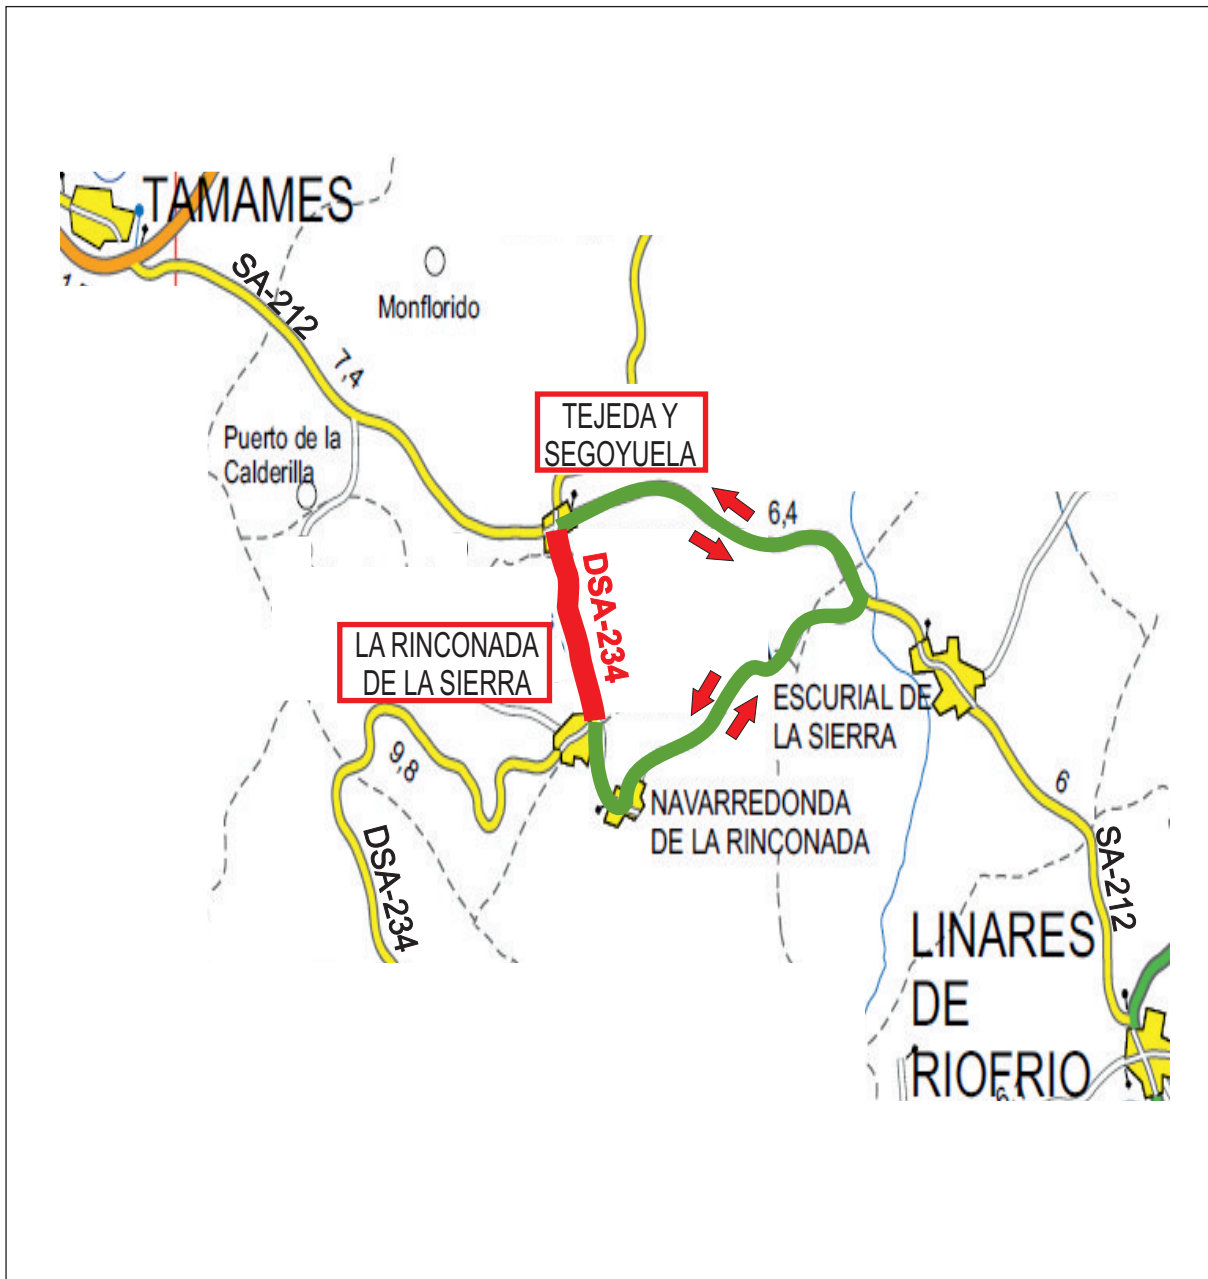 TAMAMES
SA-212
Monflorido
7,4
TEJEDA Y
SEGOYUELA
Puerto de la
Calderilla
6,4
DSA-234
LA RINCONADA
DE LA SIERRA
ESCURIAL DE
LA SIERRA
9,8
6
NAVARREDONDA
DE LA RINCONADA
DSA-234
SA-212
LINARES
DE
RIOFRIO